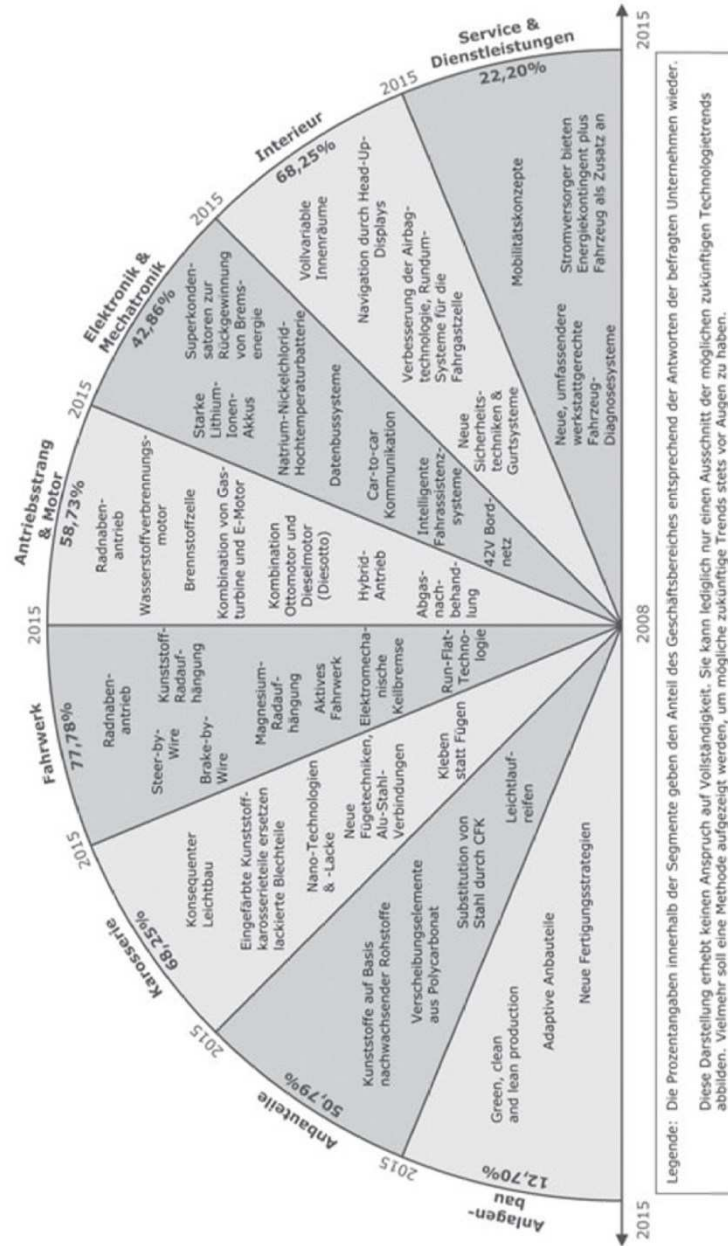 Anlagen-
bau
12,70%
Green, clean
and lean production
Adaptive Anbauteile
Neue Fertigungsstrategien
2015
Anbauteile
50,79%
Kunststoffe auf Basis
nachwachsender Rohstoffe
Verscheibungselemente
aus Polycarbonat
Substitution von
Stahl durch CFK
Leichtlauf-
reifen
2015
Karosserie
68,25%
Konsequenter
Leichtbau
Eingefärbte Kunststoff-
karosserieteile ersetzen
lackierte Blechteile
Nano-Technologien
& -Lacke
Neue
Fügetechniken,
Alu-Stahl-
Verbindungen
Kleben
statt Fügen
2015
Fahrwerk
77,78%
Radnaben-
antrieb
Steer-by-
Wire
Kunststoff-
Radauf-
hängung
Brake-by-
Wire
Magnesium-
Radauf-
hängung
Aktives
Fahrwerk
Elektromecha-
nische
Keilbremse
Run-Flat-
Techno-
logie
2015
Antriebsstrang
& Motor
58,73%
Radnaben-
antrieb
Wasserstoffverbrennungs-
motor
Brennstoffzelle
Kombination von Gas-
turbine und E-Motor
Kombination
Ottomotor und
Dieselmotor
(Diesotto)
Hybrid-
Antrieb
Abgas-
nach-
behand-
lung
2015
Elektronik &
Mechatronik
42,86%
Superkonden-
satoren zur
Rückgewinnung
von Brems-
energie
Starke
Lithium-
Ionen-
Akkus
Natrium-Nickelchlorid-
Hochtemperaturbatterie
Datenbussysteme
Car-to-car
Kommunikation
Intelligente
Fahrassistenz-
systeme
42V Bord-
netz
2015
Interieur
68,25%
Vollvariable
Innenräume
Navigation durch Head-Up-
Displays
Verbesserung der Airbag-
technologie, Rundum-
Systeme für die
Fahrgastzelle
Neue
Sicherheits-
techniken &
Gurtsysteme
2015
Service &
Dienstleistungen
22,20%
Mobilitätskonzepte
Stromversorger bieten
Energiekontingent plus
Fahrzeug als Zusatz an
Neue, umfassendere
werkstattgerechte
Fahrzeug-
Diagnosesysteme
2015
2008
2015
Legende: Die Prozentangaben innerhalb der Segmente geben den Anteil des Geschäftsbereiches entsprechend der Antworten der befragten Unternehmen wieder.
Diese Darstellung erhebt keinen Anspruch auf Vollständigkeit. Sie kann lediglich nur einen Ausschnitt der möglichen zukünftigen Technologietrends
abbilden. Vielmehr soll eine Methode aufgezeigt werden, um mögliche zukünftige Trends stets vor Augen zu haben.